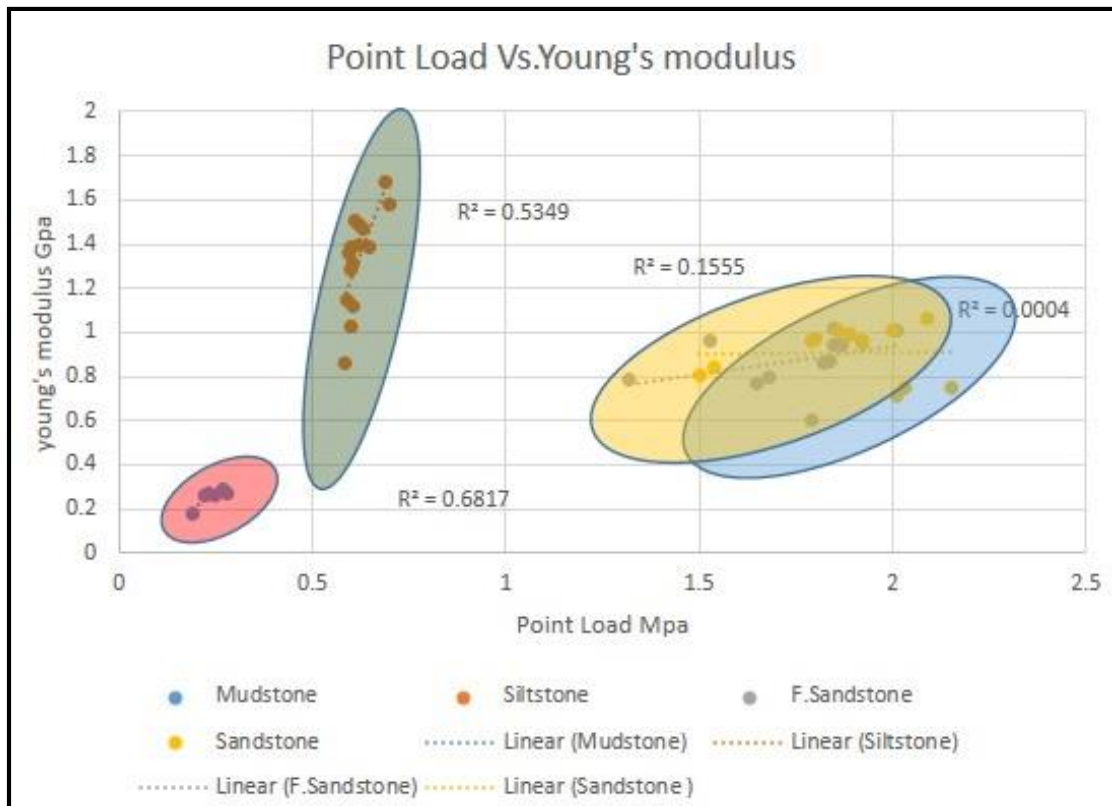 Point Load Vs.Young's modulus
2
1.8
1.6
1.4
1.2
1
0.8
0.6
0.4
0.2
0
young's modulus Gpa
R² = 0.5349
R² = 0.1555
R² = 0.0004
R² = 0.6817
0 0.5 1 1.5 2 2.5
Point Load Mpa
Mudstone Siltstone F.Sandstone
Sandstone Linear (Mudstone) Linear (Siltstone)
Linear (F.Sandstone) Linear (Sandstone )